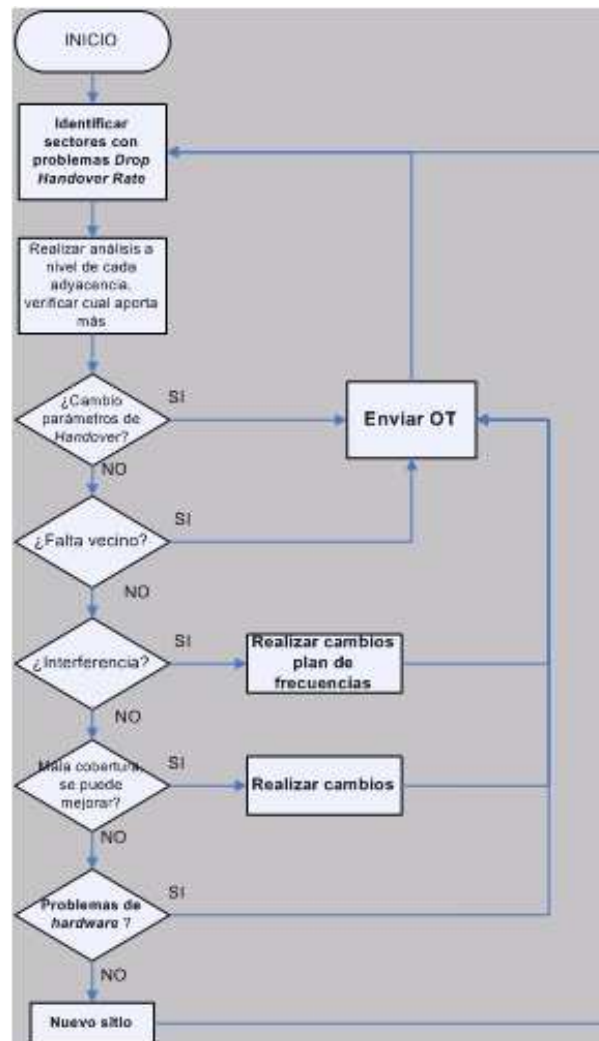 INICIO
Identificar
sectores con
problemas Drop
Handover Rate
Realizar análisis a
nivel de cada
adyacencia,
verificar cual aporta
más
¿Cambio
parámetros de
Handover?
SI
Enviar OT
NO
¿Falta vecino?
SI
NO
¿Interferencia?
SI
Realizar cambios
plan de
frecuencias
NO
Mala cobertura,
se puede
mejorar?
SI
Realizar cambios
NO
Problemas de
hardware ?
SI
NO
Nuevo sitio